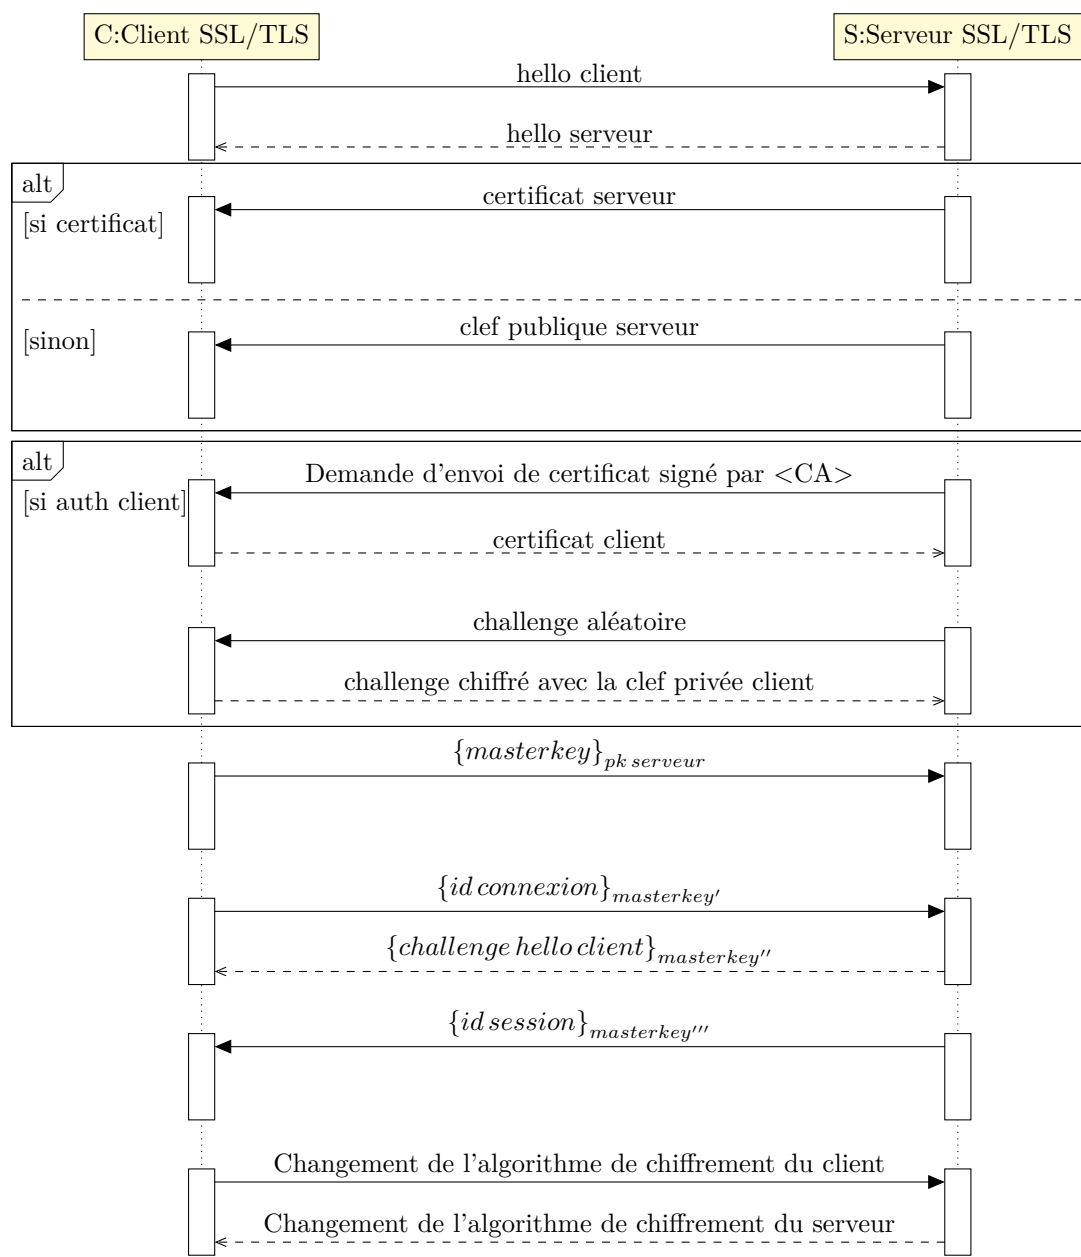 C:Client SSL/TLS
S:Serveur SSL/TLS
hello client
hello serveur
alt
certificat serveur
[si certificat]
clef publique serveur
[sinon]
alt
Demande d'envoi de certificat signé par <CA>
[si auth client]
certificat client
challenge aléatoire
challenge chiffré avec la clef privée client
{masterkey}_{pk serveur}
{id connexion}_{masterkey'}
{challenge hello client}_{masterkey''}
{id session}_{masterkey'''}
Changement de l'algorithme de chiffrement du client
Changement de l'algorithme de chiffrement du serveur